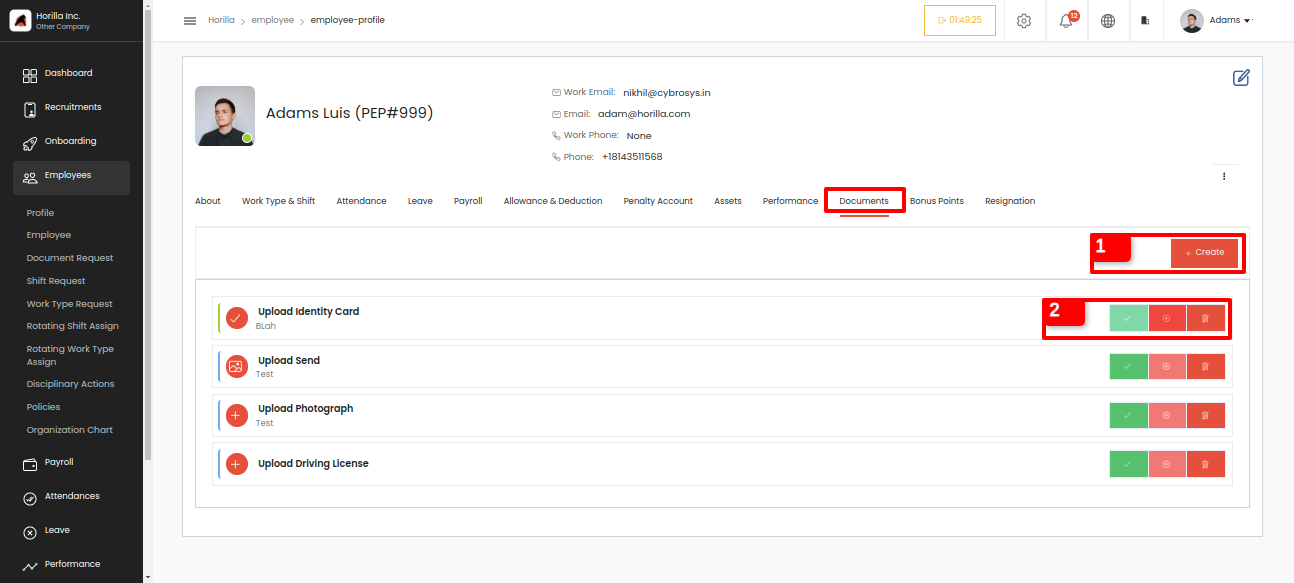 Horilla Inc.
Other Company
Horilla > employee > employee-profile
01:49:25
12
Adams
Dashboard
Recruitments
Onboarding
Employees
Profile
Employee
Document Request
Shift Request
Work Type Request
Rotating Shift Assign
Rotating Work Type
Assign
Disciplinary Actions
Policies
Organization Chart
Payroll
Attendances
Leave
Performance
Adams Luis (PEP#999)
Work Email: nikhil@cybrosys.in
Email: adam@horilla.com
Work Phone: None
Phone: +18143511568
About Work Type & Shift Attendance Leave Payroll Allowance & Deduction Penalty Account Assets Performance Documents Bonus Points Resignation
1
+ Create
Upload Identity Card
BLah
2
Upload Send
Test
Upload Photograph
Test
Upload Driving License